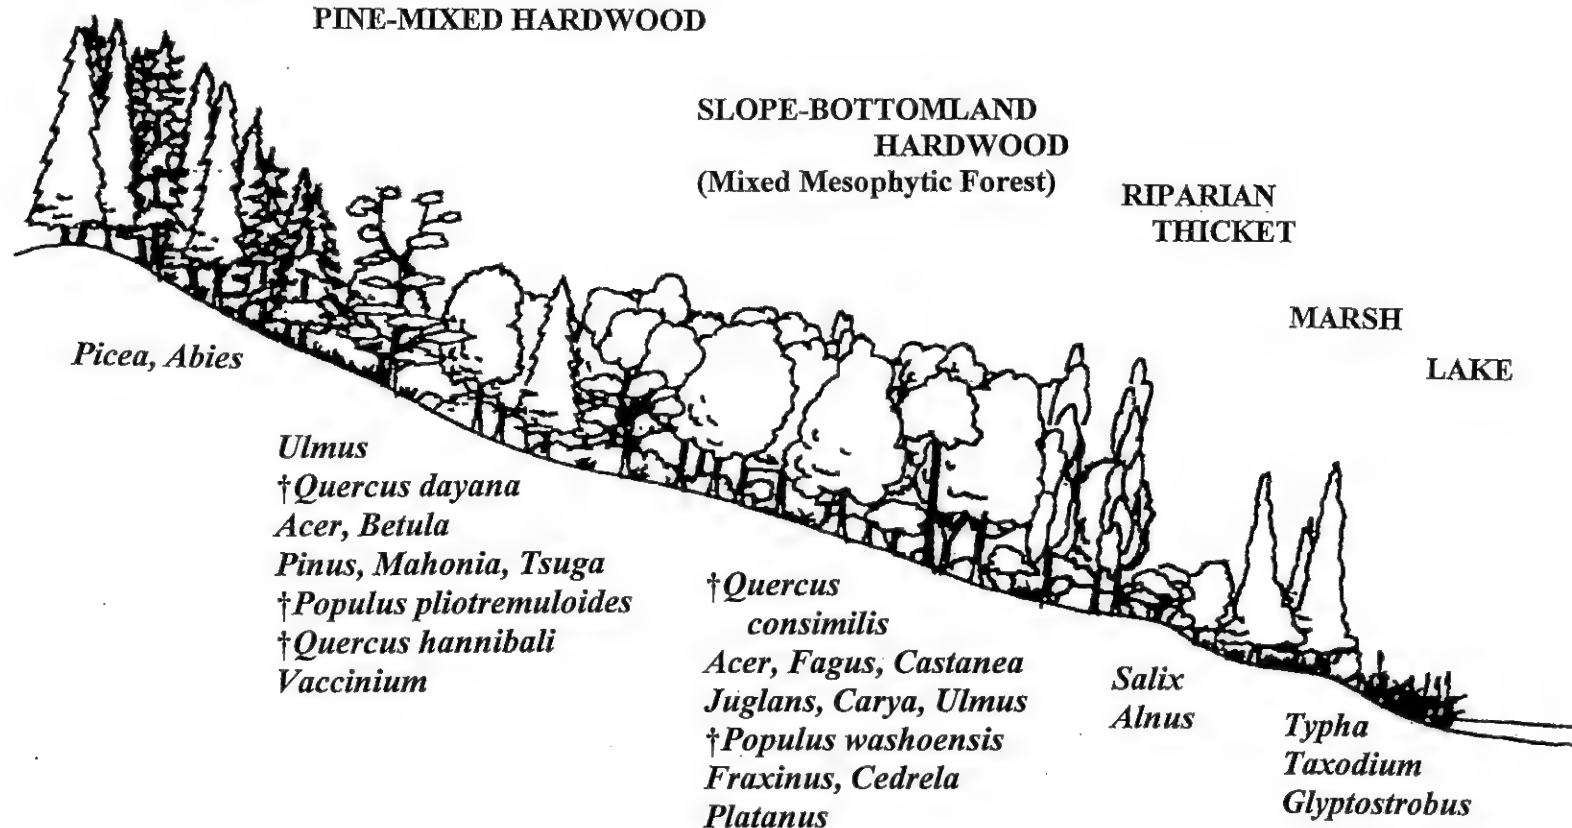 PINE-MIXED HARDWOOD
SLOPE-BOTTOMLAND
HARDWOOD
(Mixed Mesophytic Forest)
RIPARIAN
THICKET
MARSH
LAKE
Picea, Abies
Ulmus
†Quercus dayana
Acer, Betula
Pinus, Mahonia, Tsuga
†Populus pliotremuloides
†Quercus hannibali
Vaccinium
†Quercus
consimilis
Acer, Fagus, Castanea
Juglans, Carya, Ulmus
†Populus washoensis
Fraxinus, Cedrela
Platanus
Salix
Alnus
Typha
Taxodium
Glyptostrobus